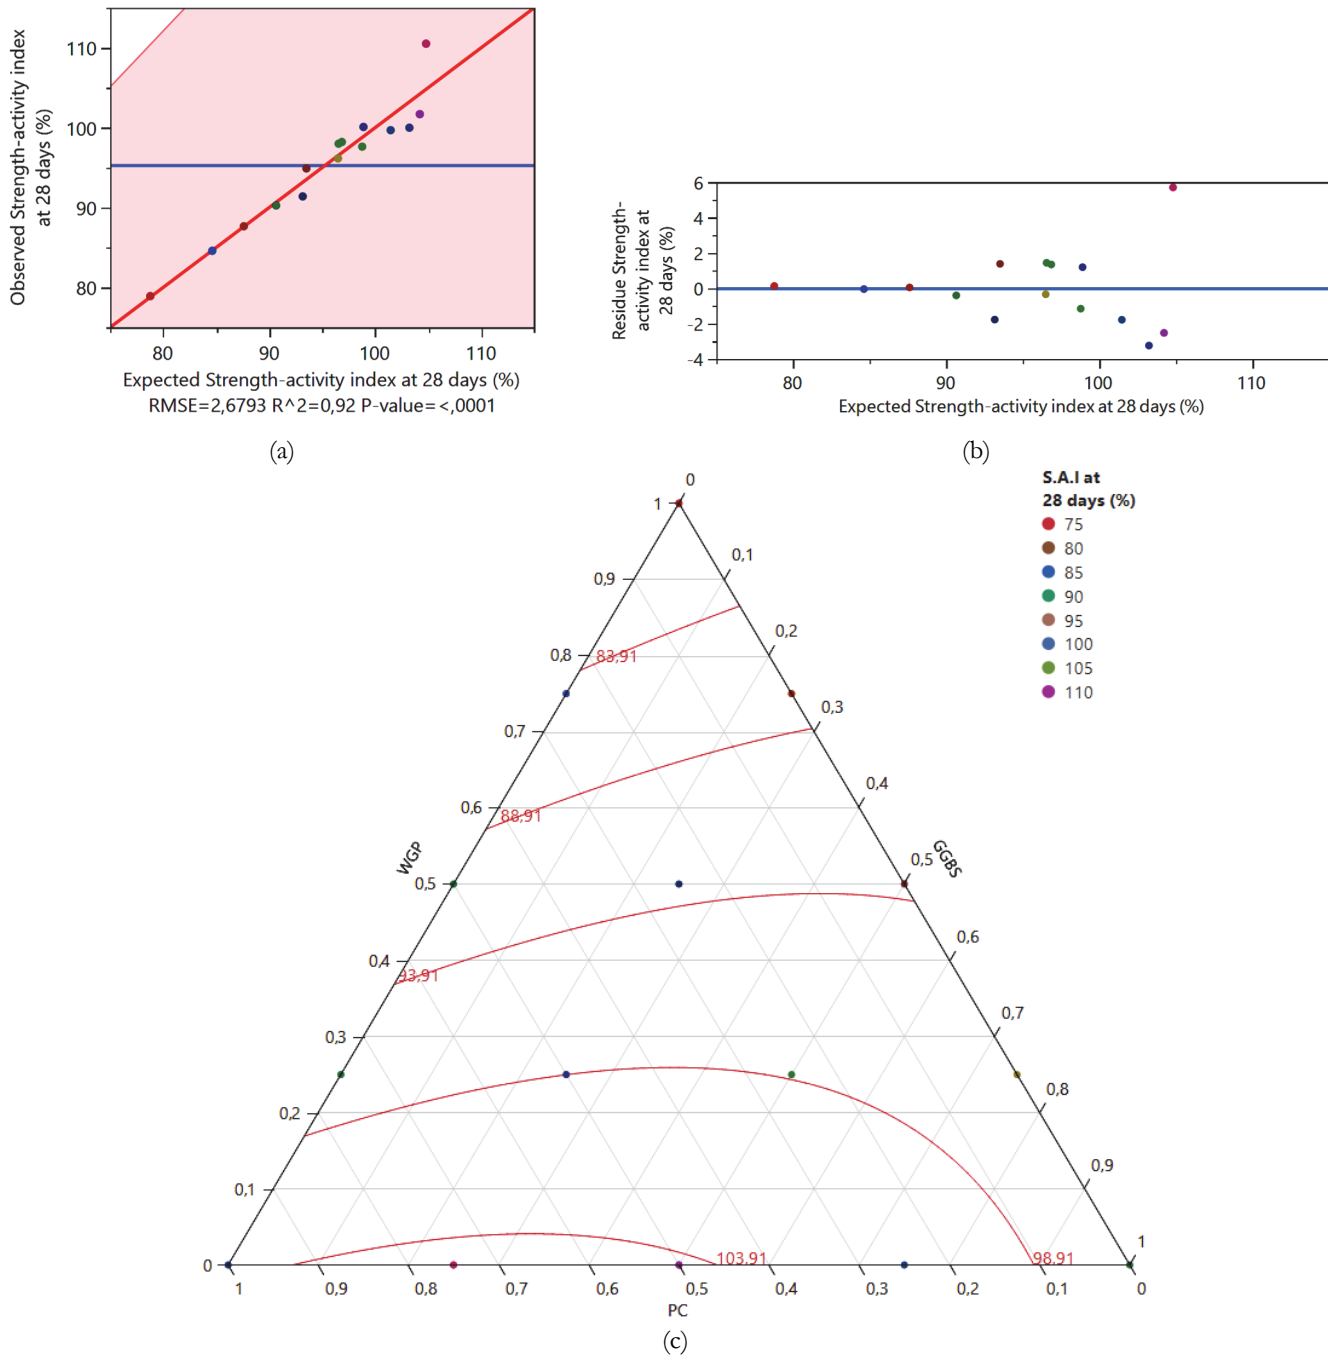 Observed Strength-activity index
at 28 days (%)
110
100
90
80
80 90 100 110
Expected Strength-activity index at 28 days (%)
RMSE=2,6793 R^2=0,92 P-value=<,0001
(a)
Residue Strength-
activity index at
28 days (%)
6
4
2
0
-2
-4
80 90 100 110
Expected Strength-activity index at 28 days (%)
(b)
S.A.I at
28 days (%)
75
80
85
90
95
100
105
110
0
1
0,1
0,9
0,2
0,8
83,91
0,3
0,7
0,4
0,6
88,91
WGP
GGBS
0,5
0,5
0,6
0,4
93,91
0,7
0,3
0,8
0,2
0,9
0,1
1
0
103,91
98,91
1 0,9 0,8 0,7 0,6 0,5 0,4 0,3 0,2 0,1 0
PC
(c)